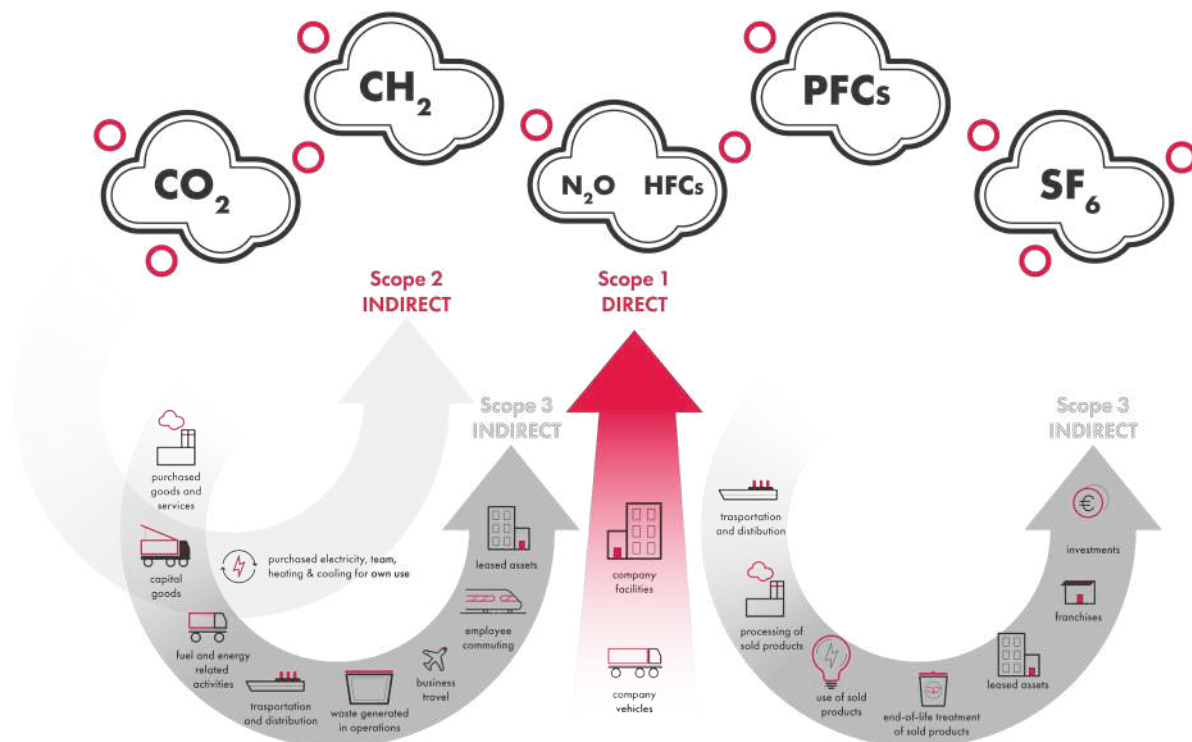 CO₂
CH₂
N₂O HFCs
PFCs
SF₆
Scope 2
INDIRECT
Scope 1
DIRECT
Scope 3
INDIRECT
Scope 3
INDIRECT
purchased
goods and
services
capital
goods
purchased electricity, team,
heating & cooling for own use
fuel and energy
related
activities
trasportation
and distribution
waste generated
in operations
business
travel
employee
commuting
leased assets
company
facilities
company
vehicles
trasportation
and distibution
processing of
sold products
use of sold
products
end-of-life treatment
of sold products
leased assets
franchises
€
investments